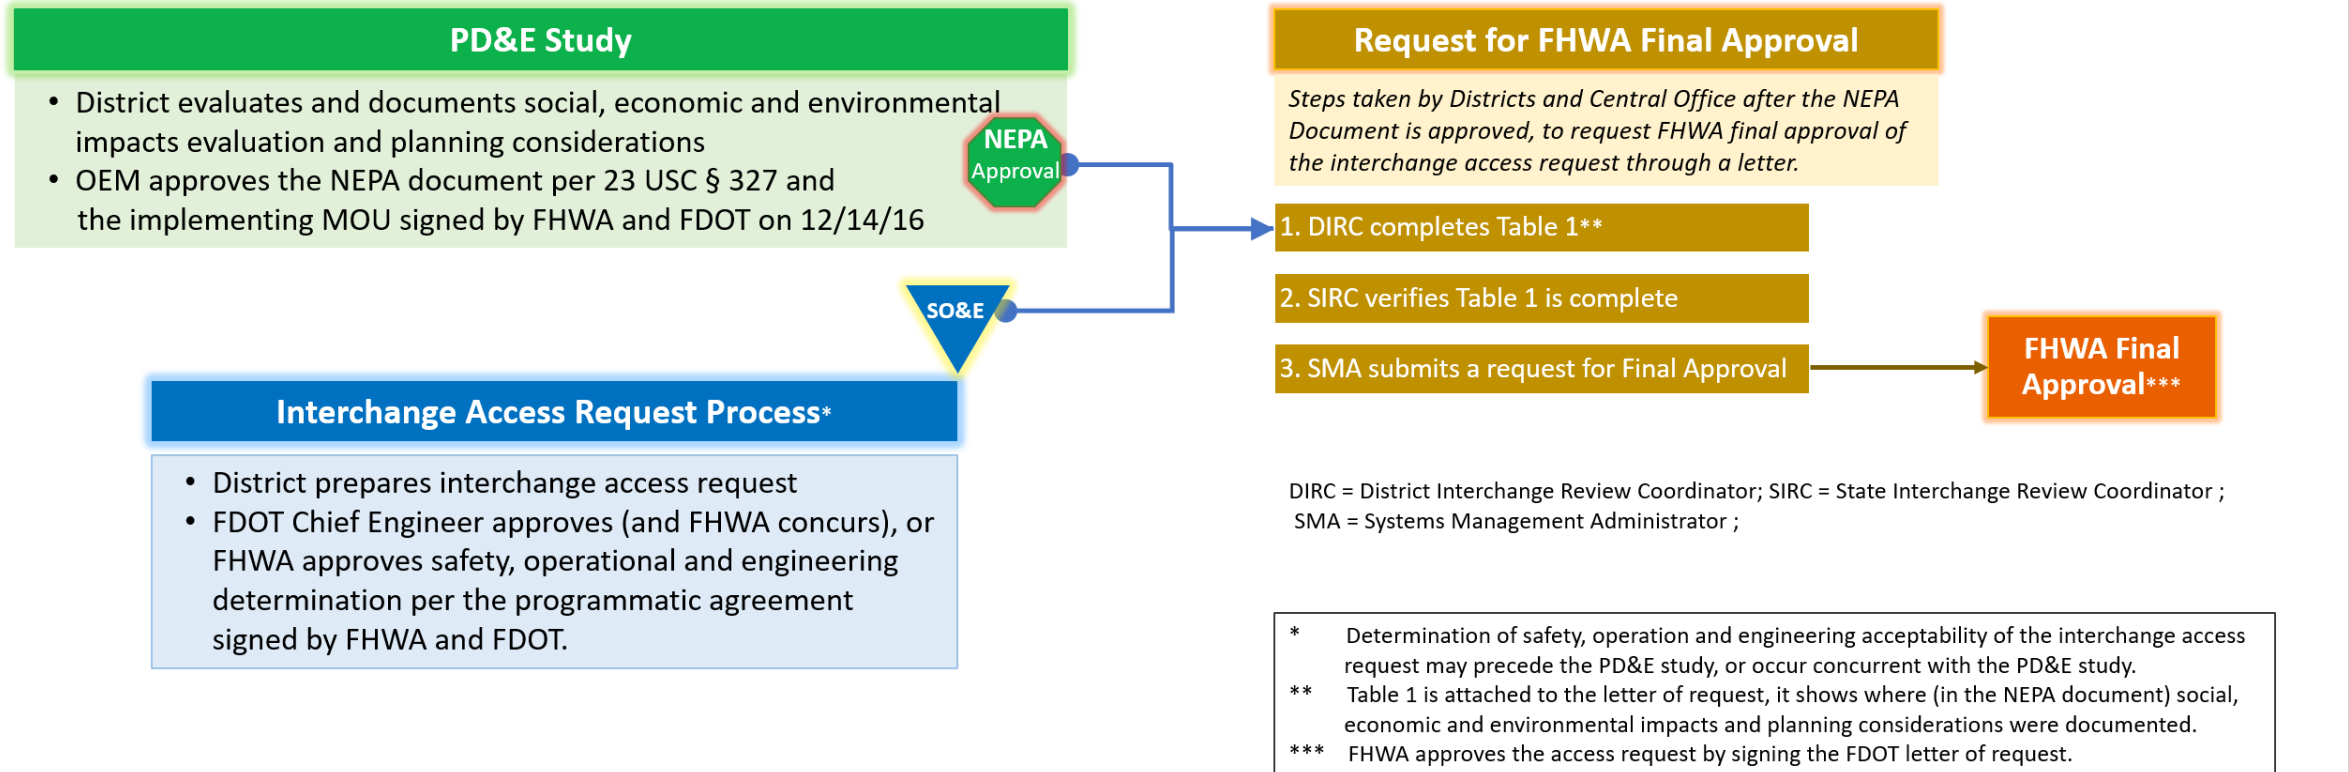 PD&E Study
• District evaluates and documents social, economic and environmental
impacts evaluation and planning considerations
• OEM approves the NEPA document per 23 USC § 327 and
the implementing MOU signed by FHWA and FDOT on 12/14/16
NEPA
Approval
SO&E
Interchange Access Request Process*
• District prepares interchange access request
• FDOT Chief Engineer approves (and FHWA concurs), or
FHWA approves safety, operational and engineering
determination per the programmatic agreement
signed by FHWA and FDOT.
Request for FHWA Final Approval
Steps taken by Districts and Central Office after the NEPA
Document is approved, to request FHWA final approval of
the interchange access request through a letter.
1. DIRC completes Table 1**
2. SIRC verifies Table 1 is complete
3. SMA submits a request for Final Approval
FHWA Final
Approval***
DIRC = District Interchange Review Coordinator; SIRC = State Interchange Review Coordinator ;
SMA = Systems Management Administrator ;
* Determination of safety, operation and engineering acceptability of the interchange access
request may precede the PD&E study, or occur concurrent with the PD&E study.
** Table 1 is attached to the letter of request, it shows where (in the NEPA document) social,
economic and environmental impacts and planning considerations were documented.
*** FHWA approves the access request by signing the FDOT letter of request.